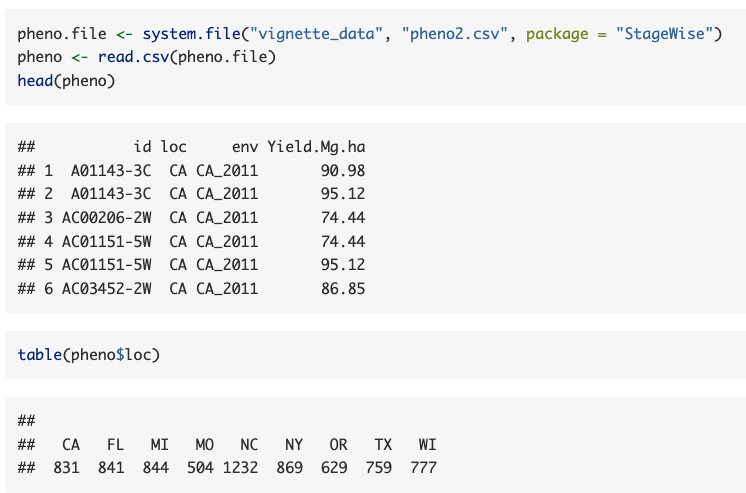 pheno.file <- system.file("vignette_data", "pheno2.csv", package = "StageWise")
pheno <- read.csv(pheno.file)
head(pheno)
##           id loc    env Yield.Mg.ha
## 1  A01143-3C  CA CA_2011       90.98
## 2  A01143-3C  CA CA_2011       95.12
## 3 AC00206-2W  CA CA_2011       74.44
## 4 AC01151-5W  CA CA_2011       74.44
## 5 AC01151-5W  CA CA_2011       95.12
## 6 AC03452-2W  CA CA_2011       86.85
table(pheno$loc)
##
##   CA   FL   MI   MO   NC   NY   OR   TX   WI
##  831  841  844  504 1232  869  629  759  777